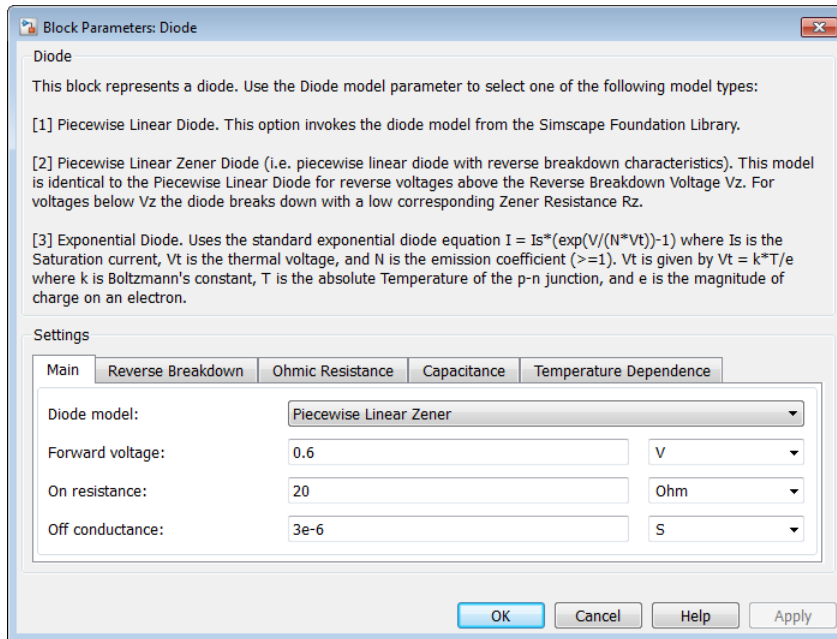 Block Parameters: Diode
Diode
This block represents a diode. Use the Diode model parameter to select one of the following model types:
[1] Piecewise Linear Diode. This option invokes the diode model from the Simscape Foundation Library.
[2] Piecewise Linear Zener Diode (i.e. piecewise linear diode with reverse breakdown characteristics). This model
is identical to the Piecewise Linear Diode for reverse voltages above the Reverse Breakdown Voltage Vz. For
voltages below Vz the diode breaks down with a low corresponding Zener Resistance Rz.
[3] Exponential Diode. Uses the standard exponential diode equation I = Is*(exp(V/(N*Vt))-1) where Is is the
Saturation current, Vt is the thermal voltage, and N is the emission coefficient (>=1). Vt is given by Vt = k*T/e
where k is Boltzmann's constant, T is the absolute Temperature of the p-n junction, and e is the magnitude of
charge on an electron.
Settings
Main Reverse Breakdown Ohmic Resistance Capacitance Temperature Dependence
Diode model: Piecewise Linear Zener
Forward voltage: 0.6 V
On resistance: 20 Ohm
Off conductance: 3e-6 S
OK Cancel Help Apply